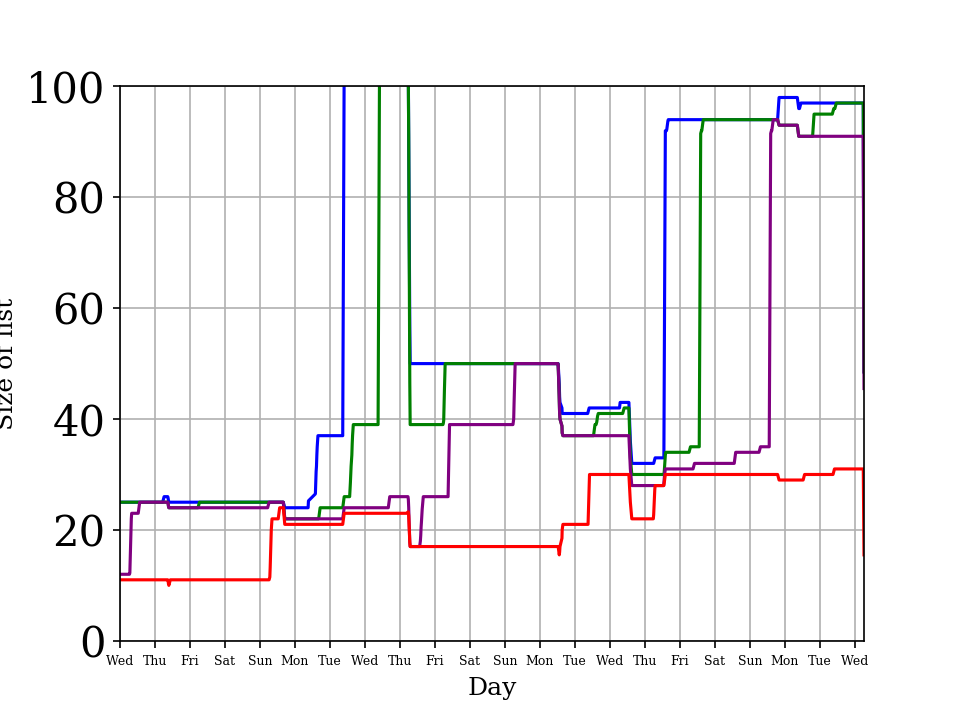 100
80
60
40
20
0
Size of list
Wed Thu Fri Sat Sun Mon Tue Wed Thu Fri Sat Sun Mon Tue Wed Thu Fri Sat Sun Mon Tue Wed
Day